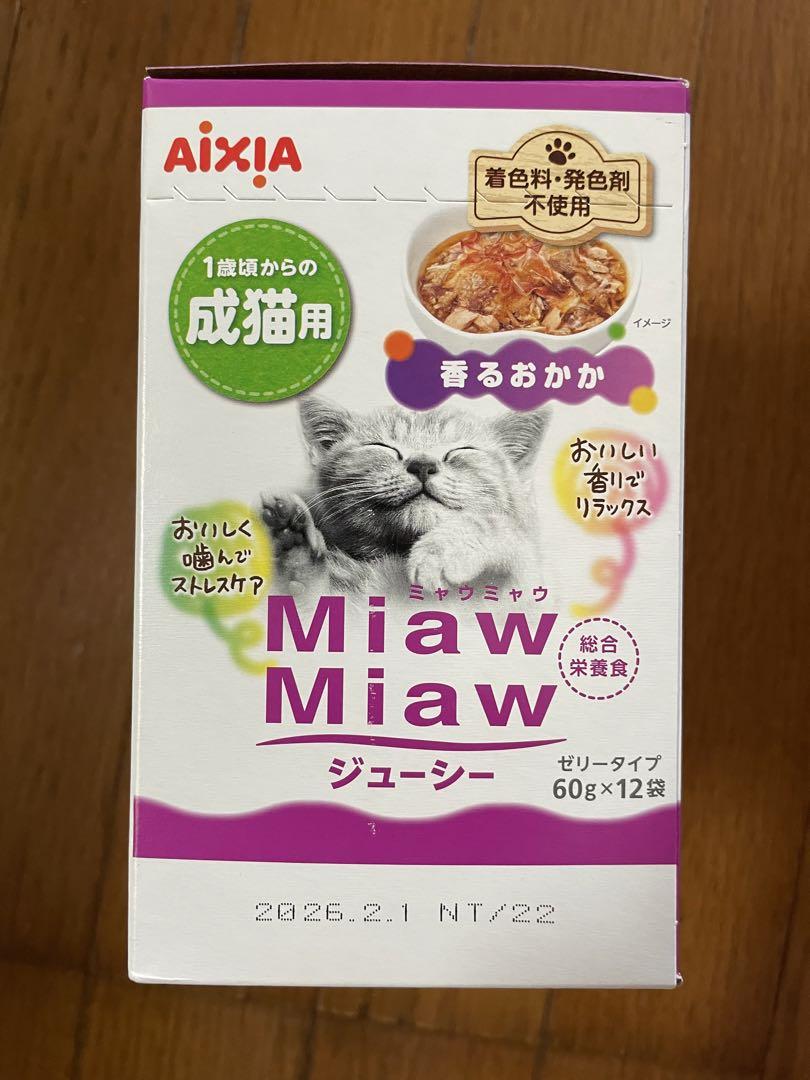 AiXIA
着色料・発色剤
不使用
1歳頃からの
成猫用
イメージ
香るおかか
おいしい
香りで
リラックス
おいしく
噛んで
ストレスケア
ミャウミャウ
Miaw
Miaw
総合
栄養食
ジューシー
ゼリータイプ
60g×12袋
2026.2.1 NT/22